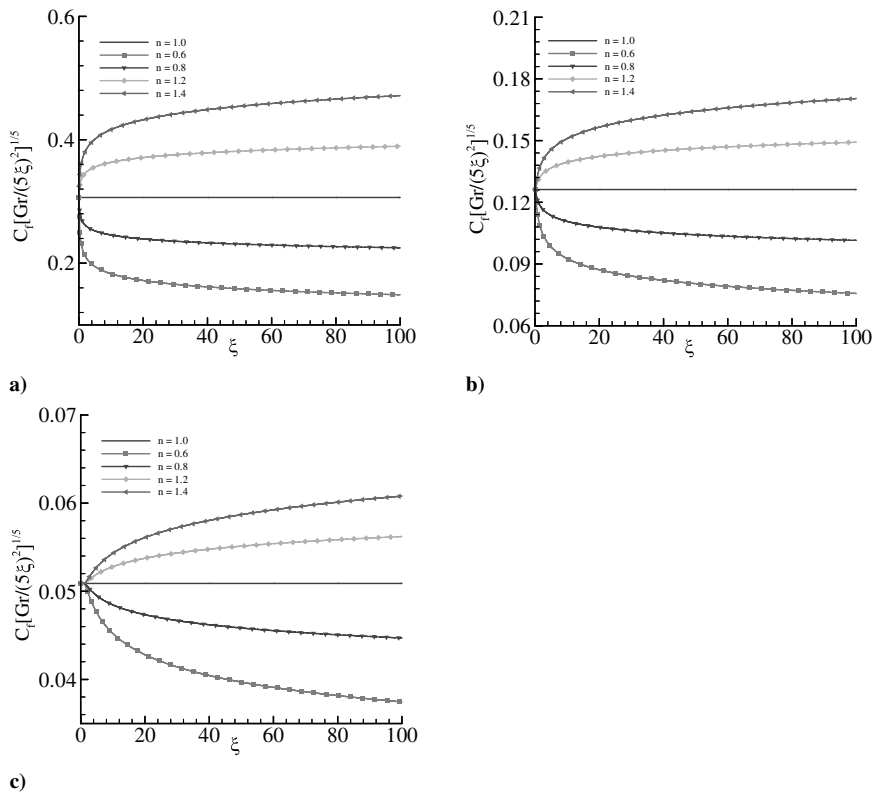 0.6
0.4
0.2
C_f[Gr/(5ξ)^2]^{1/5}
n = 1.0
n = 0.6
n = 0.8
n = 1.2
n = 1.4
0 20 40 60 80 100
ξ
a)
0.21
0.18
0.15
0.12
0.09
0.06
C_f[Gr/(5ξ)^2]^{1/5}
n = 1.0
n = 0.6
n = 0.8
n = 1.2
n = 1.4
0 20 40 60 80 100
ξ
b)
0.07
0.06
0.05
0.04
C_f[Gr/(5ξ)^2]^{1/5}
n = 1.0
n = 0.6
n = 0.8
n = 1.2
n = 1.4
0 20 40 60 80 100
ξ
c)